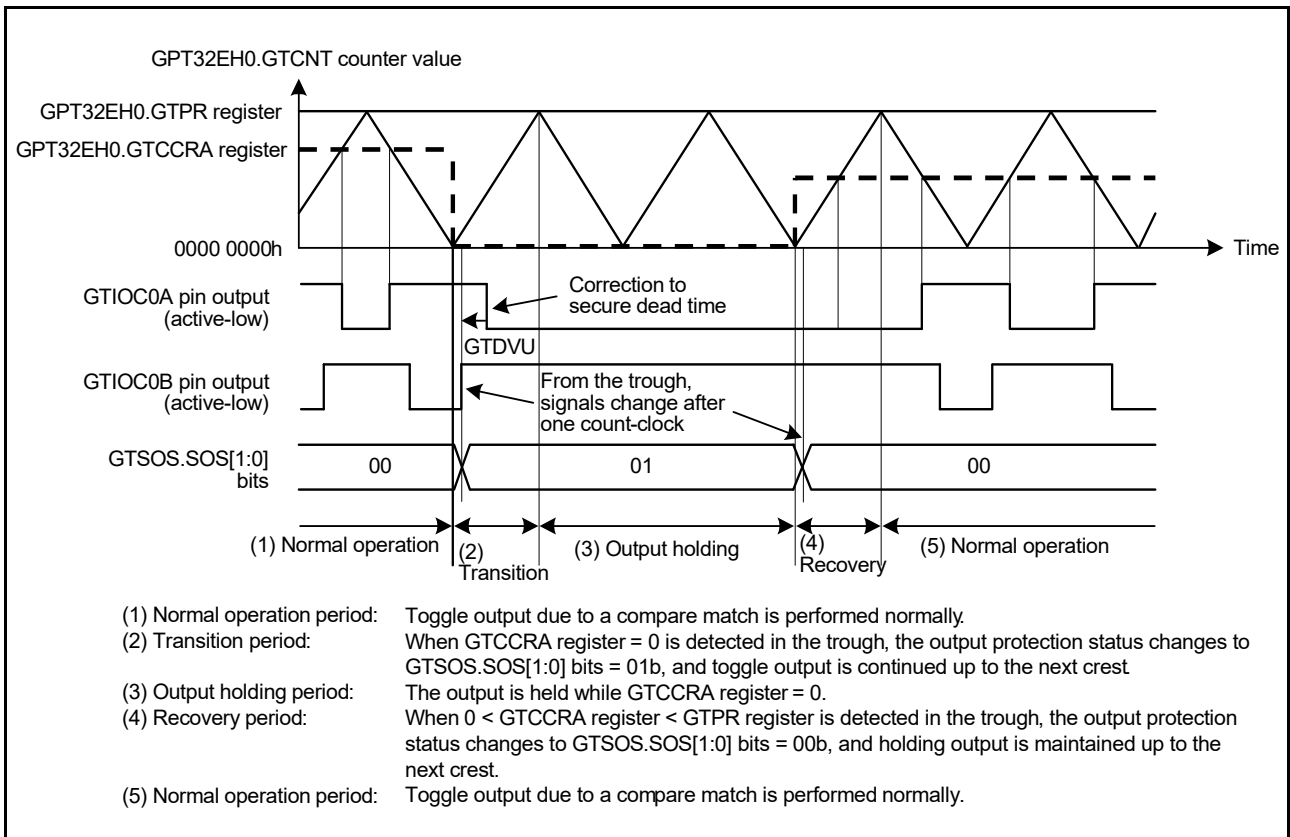 GPT32EH0.GTCNT counter value
GPT32EH0.GTPR register
GPT32EH0.GTCCRA register
0000 0000h
Time
GTIOC0A pin output
(active-low)
Correction to
secure dead time
GTDVU
GTIOC0B pin output
(active-low)
From the trough,
signals change after
one count-clock
GTSOS.SOS[1:0]
bits
00
01
00
(1) Normal operation
(2)
Transition
(3) Output holding
(4)
Recovery
(5) Normal operation
(1) Normal operation period: Toggle output due to a compare match is performed normally.
(2) Transition period: When GTCCRA register = 0 is detected in the trough, the output protection status changes to
GTSOS.SOS[1:0] bits = 01b, and toggle output is continued up to the next crest.
(3) Output holding period: The output is held while GTCCRA register = 0.
(4) Recovery period: When 0 < GTCCRA register < GTPR register is detected in the trough, the output protection
status changes to GTSOS.SOS[1:0] bits = 00b, and holding output is maintained up to the
next crest.
(5) Normal operation period: Toggle output due to a compare match is performed normally.